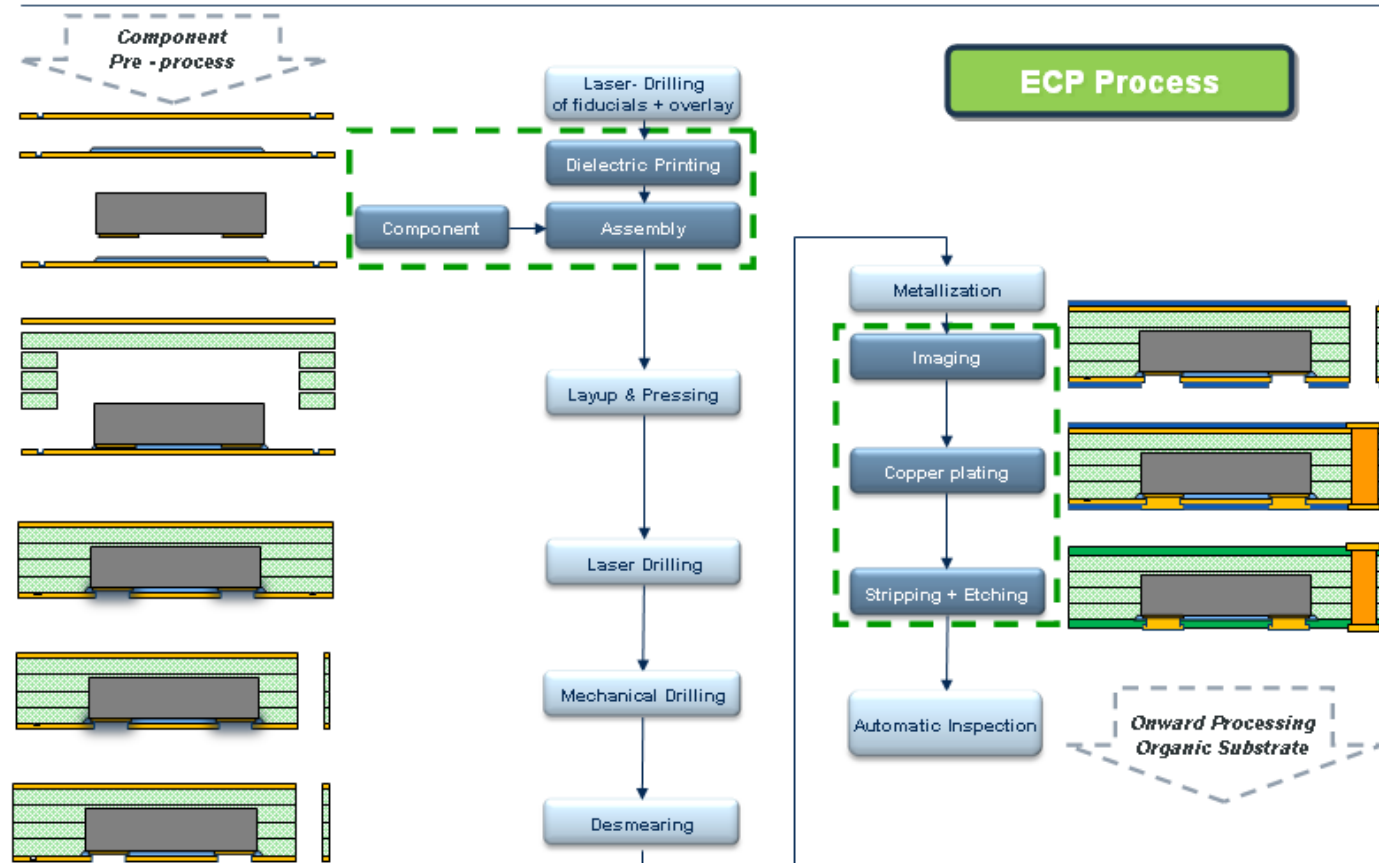 Component
Pre - process
ECP Process
Laser- Drilling
of fiducials + overlay
Dielectric Printing
Component
Assembly
Layup & Pressing
Laser Drilling
Mechanical Drilling
Desmearing
Metallization
Imaging
Copper plating
Stripping + Etching
Automatic Inspection
Onward Processing
Organic Substrate